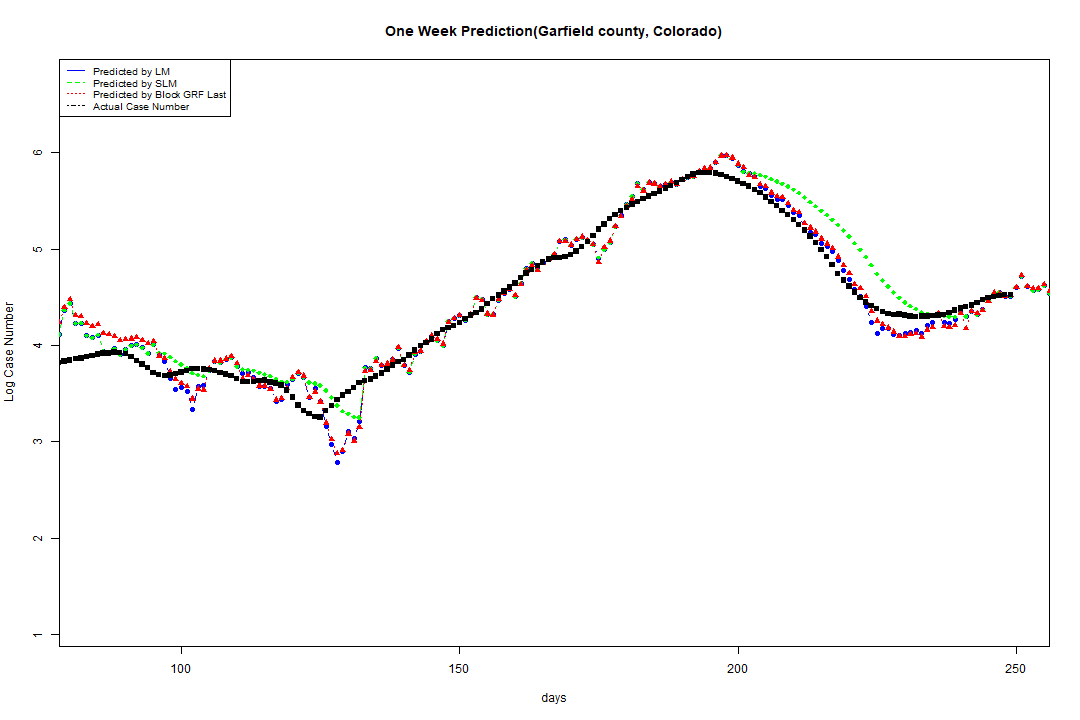 One Week Prediction(Garfield county, Colorado)
Predicted by LM
Predicted by SLM
Predicted by Block GRF Last
Actual Case Number
Log Case Number
6
5
4
3
2
1
100 150 200 250
days